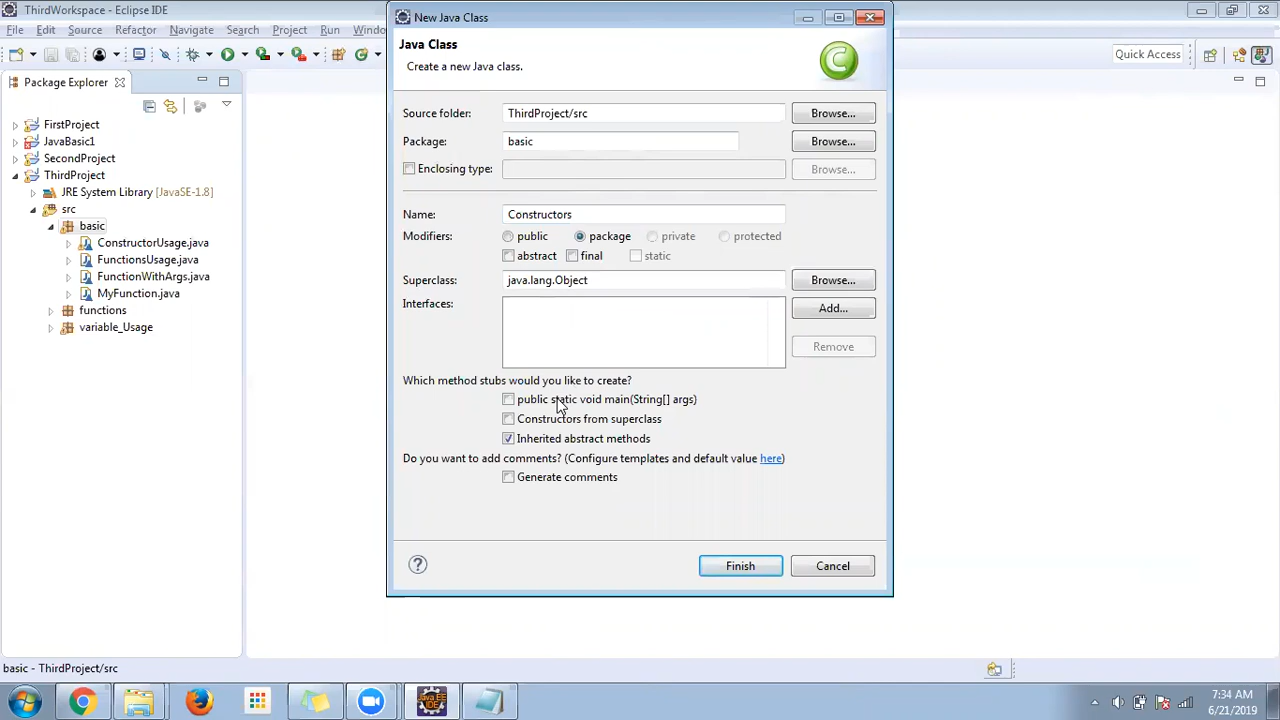 ThirdWorkspace - Eclipse IDE
New Java Class
File Edit Source Refactor Navigate Search Project Run Windo
Java Class
Create a new Java class.
Quick Access
Package Explorer
Source folder: ThirdProject/src Browse...
FirstProject
JavaBasic1
Package: basic Browse...
SecondProject
Enclosing type: Browse...
ThirdProject
JRE System Library [JavaSE-1.8]
src
Name: Constructors
basic
Modifiers: public package private protected
ConstructorUsage.java
abstract final static
FunctionsUsage.java
FunctionWithArgs.java
Superclass: java.lang.Object Browse...
MyFunction.java
Interfaces: Add...
functions
variable_Usage
Remove
Which method stubs would you like to create?
public static void main(String[] args)
Constructors from superclass
Inherited abstract methods
Do you want to add comments? (Configure templates and default value here)
Generate comments
Finish Cancel
basic - ThirdProject/src
Java EE
IDE
7:34 AM
6/21/2019